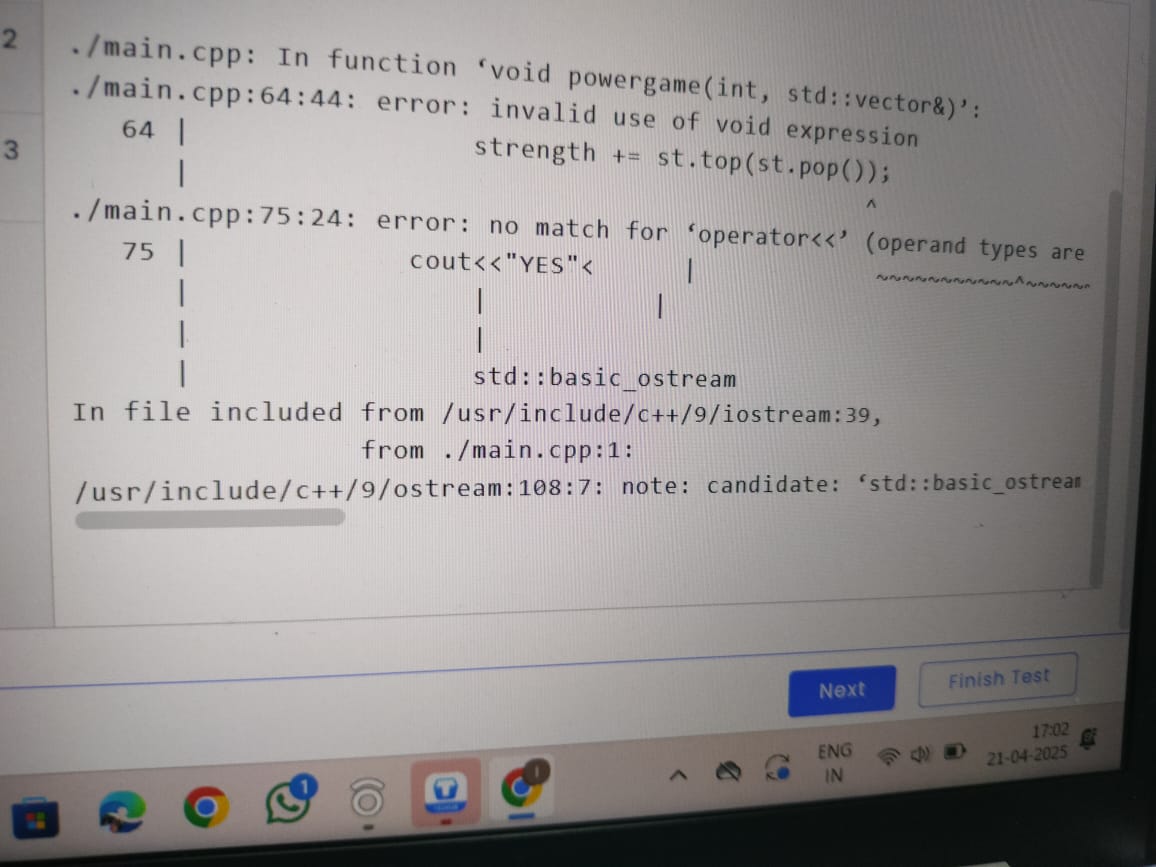 2
3
./main.cpp: In function ‘void powergame(int, std::vector&)’:
./main.cpp:64:44: error: invalid use of void expression
64 | strength += st.top(st.pop());
| ^
./main.cpp:75:24: error: no match for ‘operator<<’ (operand types are
75 | cout<<"YES"< | ~~~~~~~~~~~~^~~~~~~
| | |
| |
| std::basic_ostream
In file included from /usr/include/c++/9/iostream:39,
from ./main.cpp:1:
/usr/include/c++/9/ostream:108:7: note: candidate: ‘std::basic_ostream
Next
Finish Test
1
ENG
IN
17:02
21-04-2025